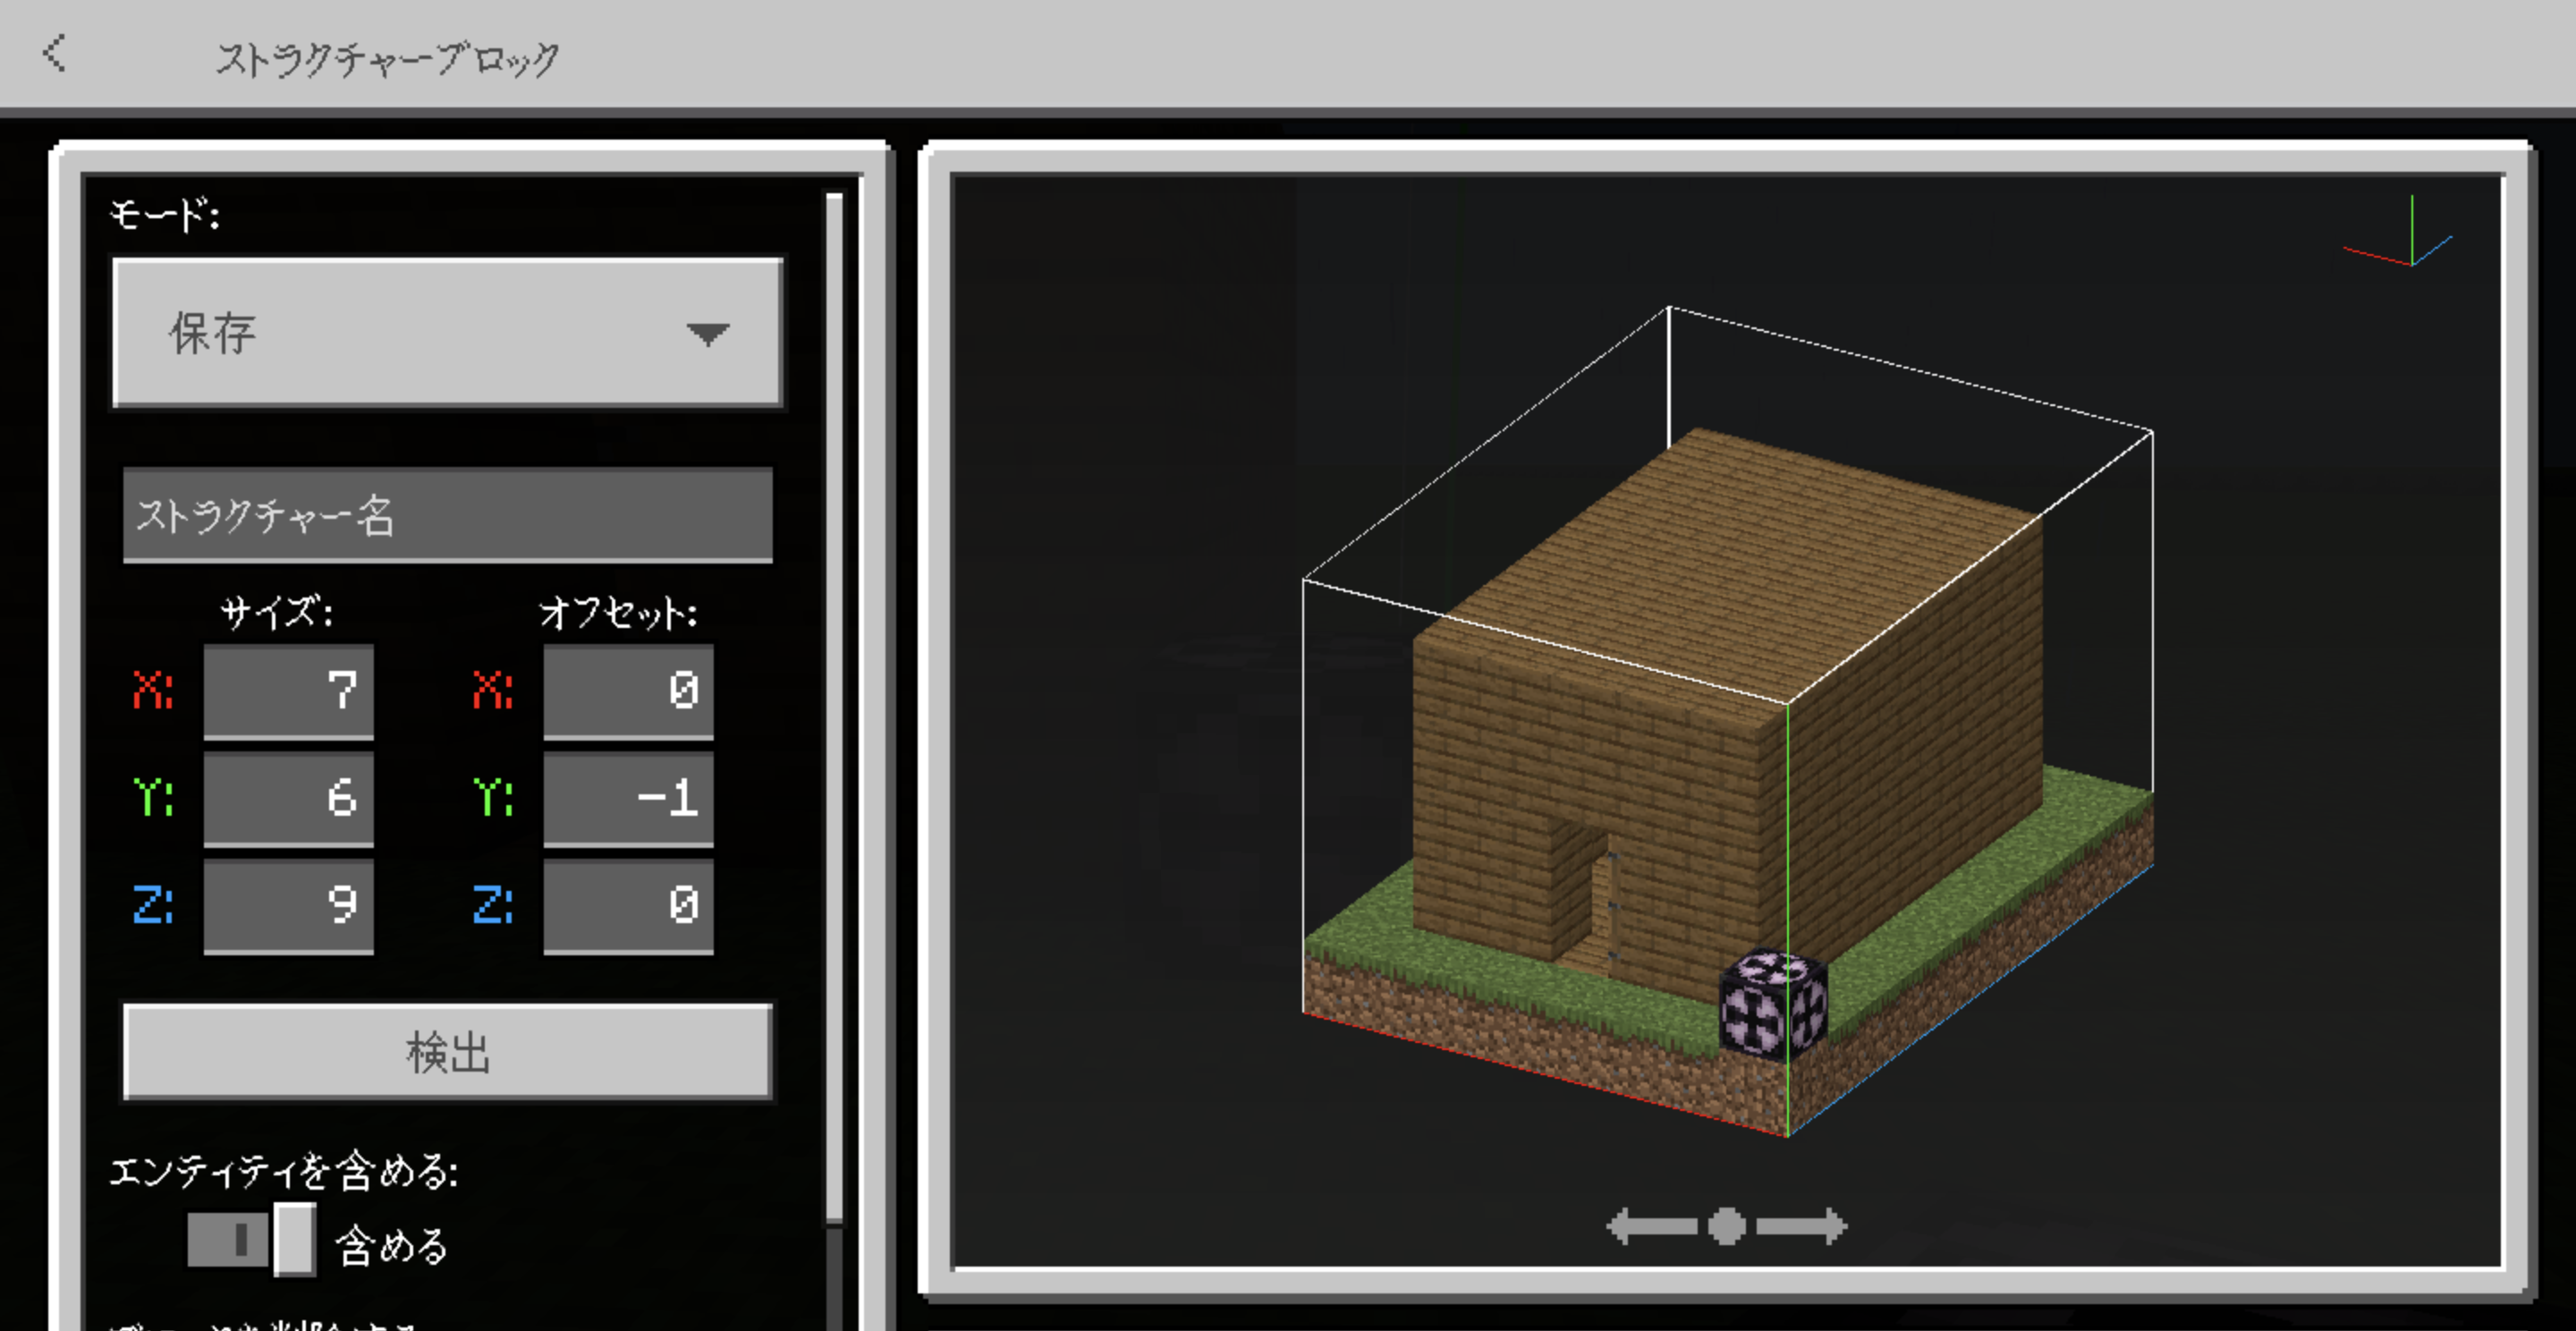 ストラクチャーブロック
モード:
保存
ストラクチャー名
サイズ: オフセット:
X: 7 X: 0
Y: 6 Y: -1
Z: 9 Z: 0
検出
エンティティを含める:
含める